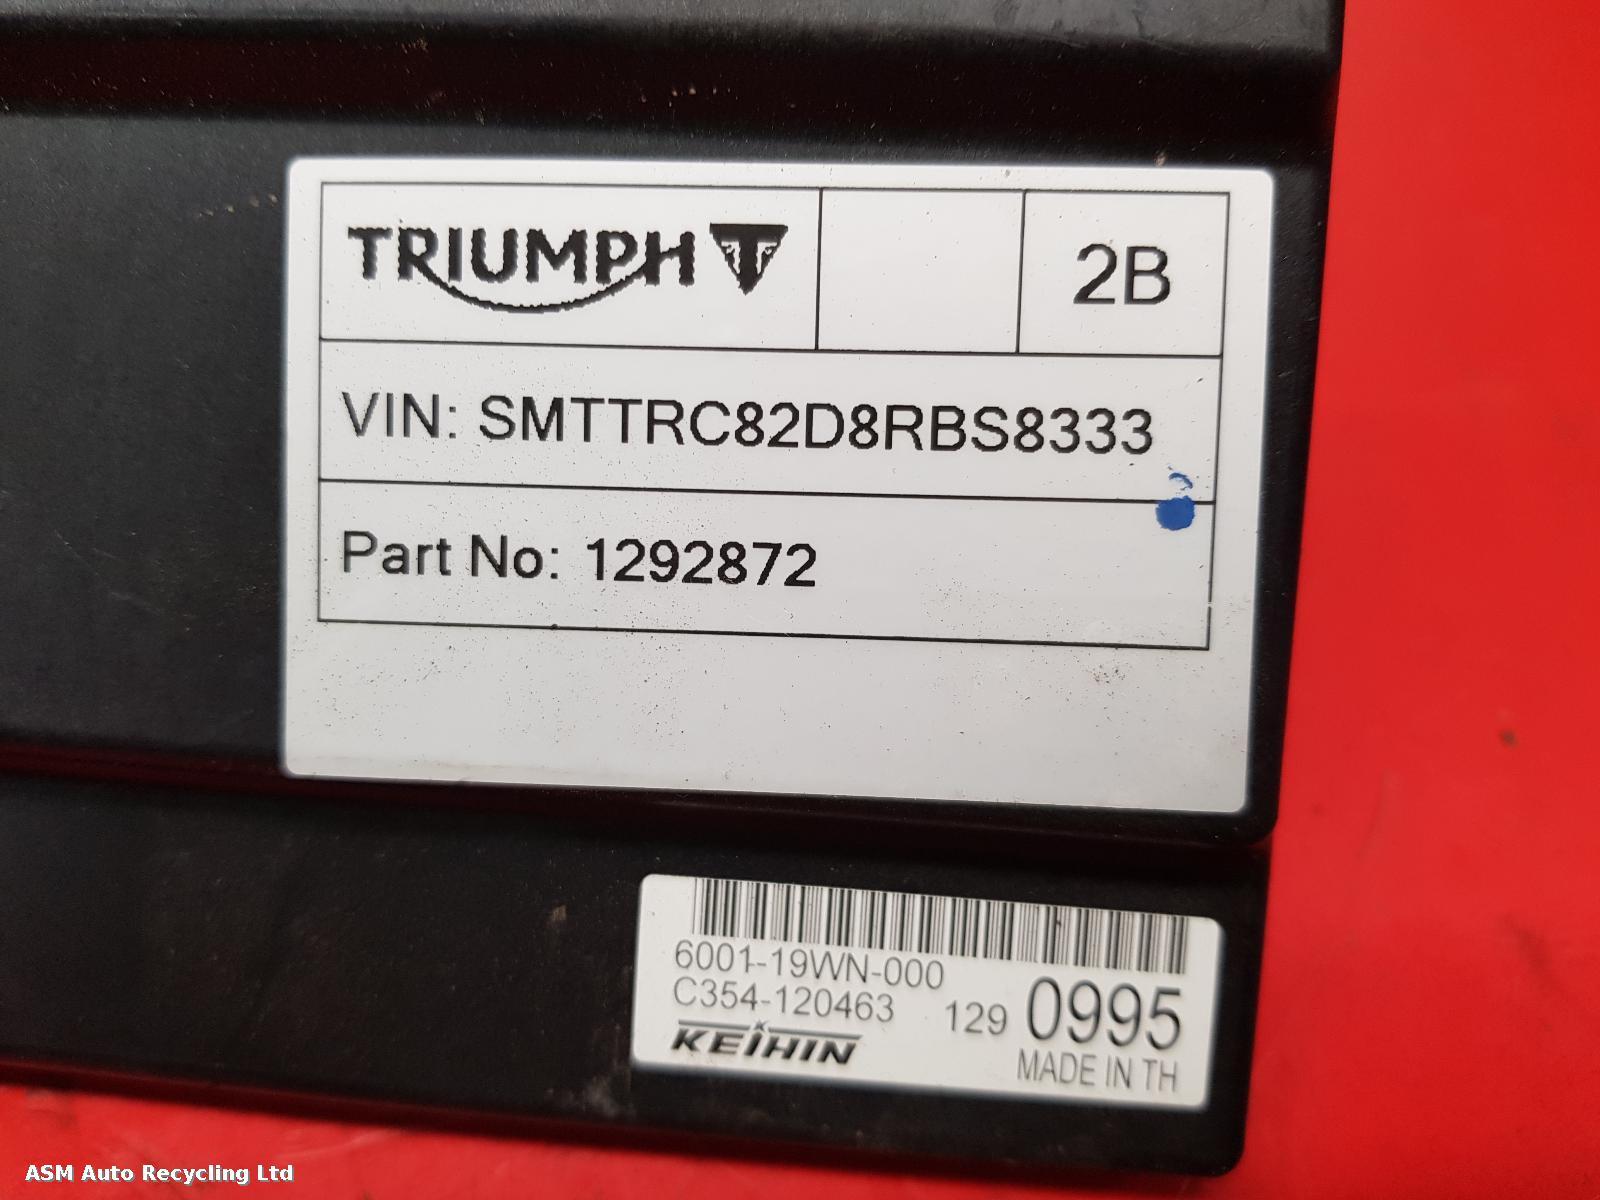 TRIUMPH
2B
VIN: SMTTRC82D8RBS8333
Part No: 1292872
6001-19WN-000
C354-120463 129 0995
KEIHIN
MADE IN TH
ASM Auto Recycling Ltd